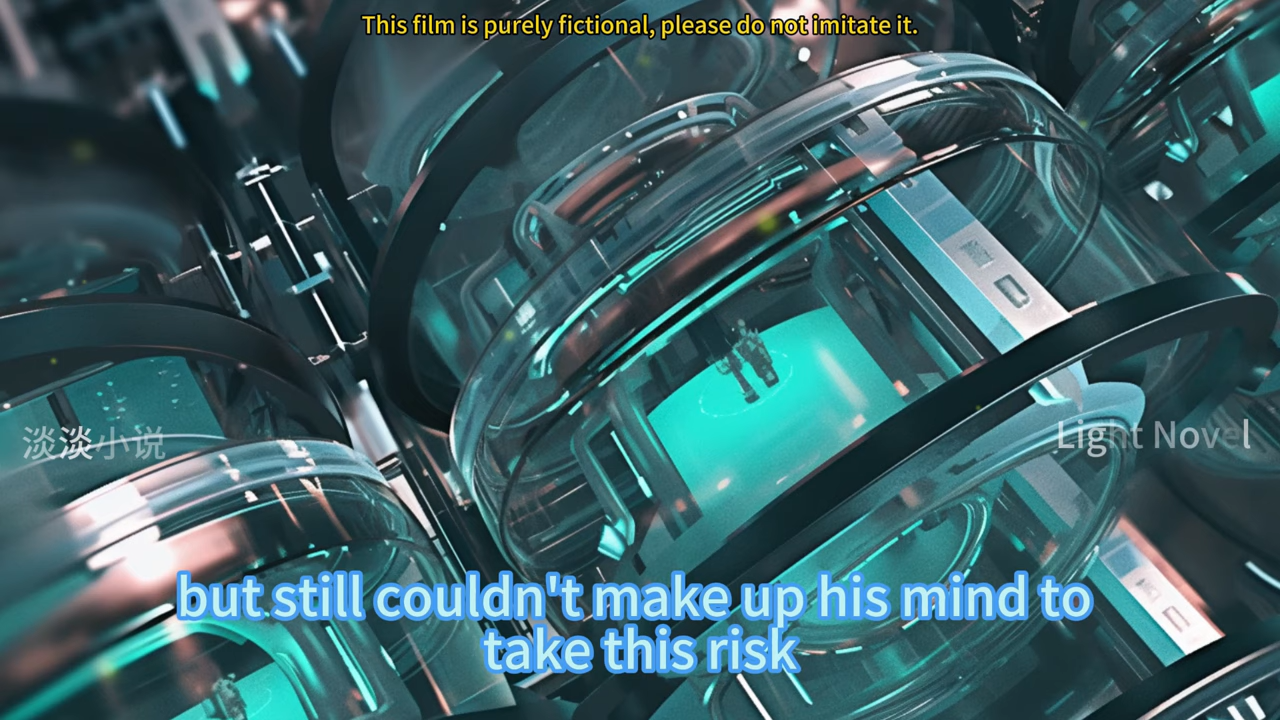 This film is purely fictional, please do not imitate it.
淡淡小说
Light Novel
but still couldn't make up his mind to
take this risk